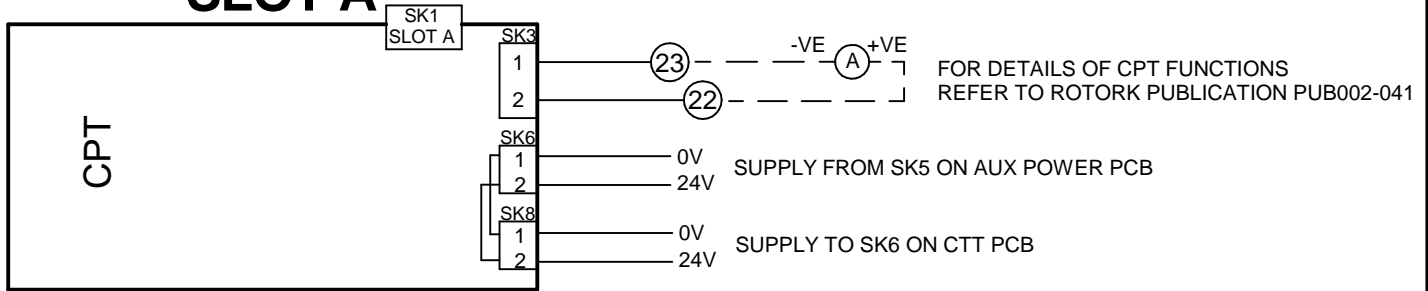 SLOT A
SK1
SLOT A
SK3
1
23
-VE
A
+VE
FOR DETAILS OF CPT FUNCTIONS
REFER TO ROTORK PUBLICATION PUB002-041
2
22
CPT
SK6
1
0V
2
24V
SUPPLY FROM SK5 ON AUX POWER PCB
SK8
1
0V
2
24V
SUPPLY TO SK6 ON CTT PCB